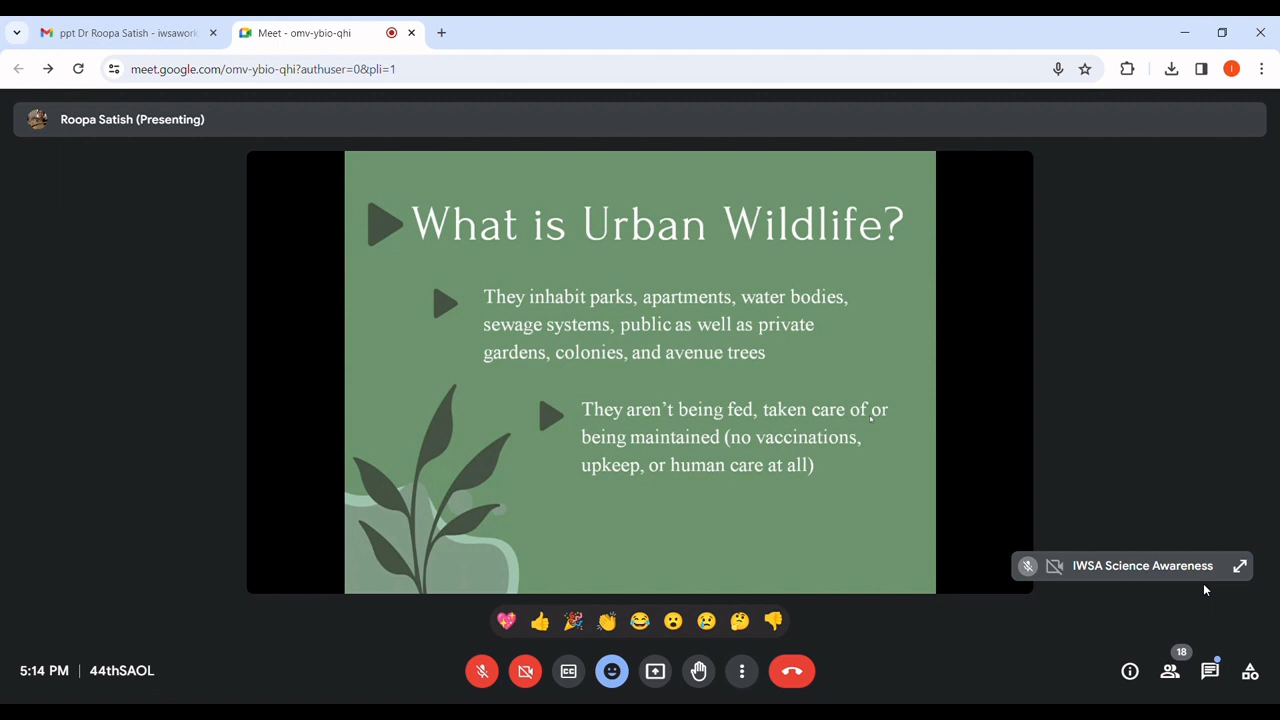 ppt Dr Roopa Satish - iwsawork
Meet - omv-ybio-qhi
meet.google.com/omv-ybio-qhi?authuser=0&pli=1
I
Roopa Satish (Presenting)
What is Urban Wildlife?
They inhabit parks, apartments, water bodies,
sewage systems, public as well as private
gardens, colonies, and avenue trees
They aren’t being fed, taken care of or
being maintained (no vaccinations,
upkeep, or human care at all)
IWSA Science Awareness
5:14 PM | 44thSAOL
18